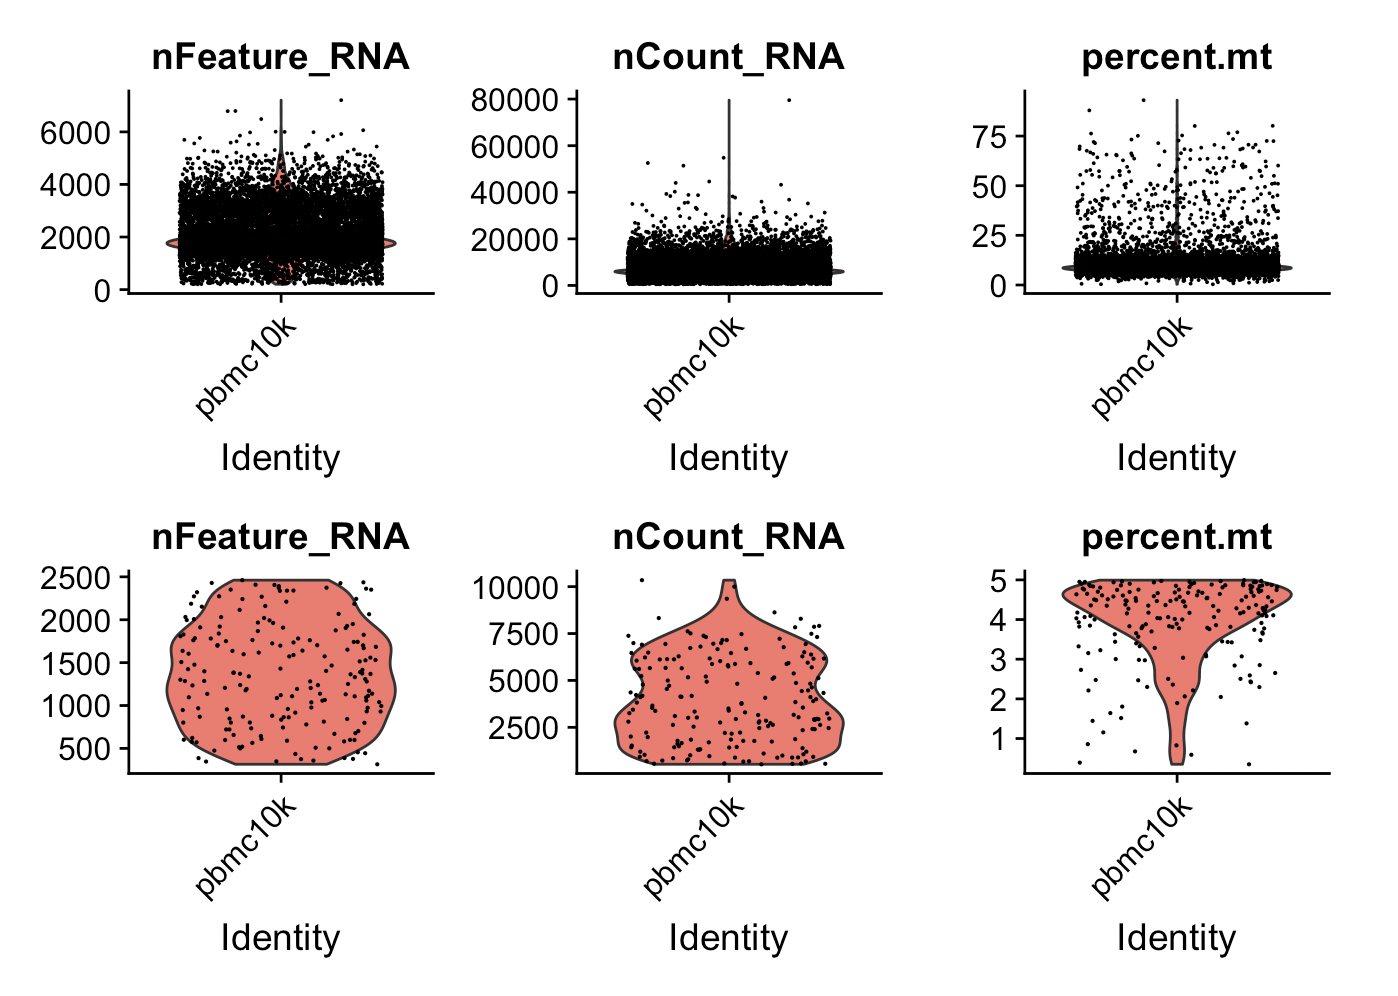 nFeature_RNA
6000
4000
2000
0
pbmc10k
Identity
nCount_RNA
80000
60000
40000
20000
0
pbmc10k
Identity
percent.mt
75
50
25
0
pbmc10k
Identity
nFeature_RNA
2500
2000
1500
1000
500
pbmc10k
Identity
nCount_RNA
10000
7500
5000
2500
pbmc10k
Identity
percent.mt
5
4
3
2
1
pbmc10k
Identity